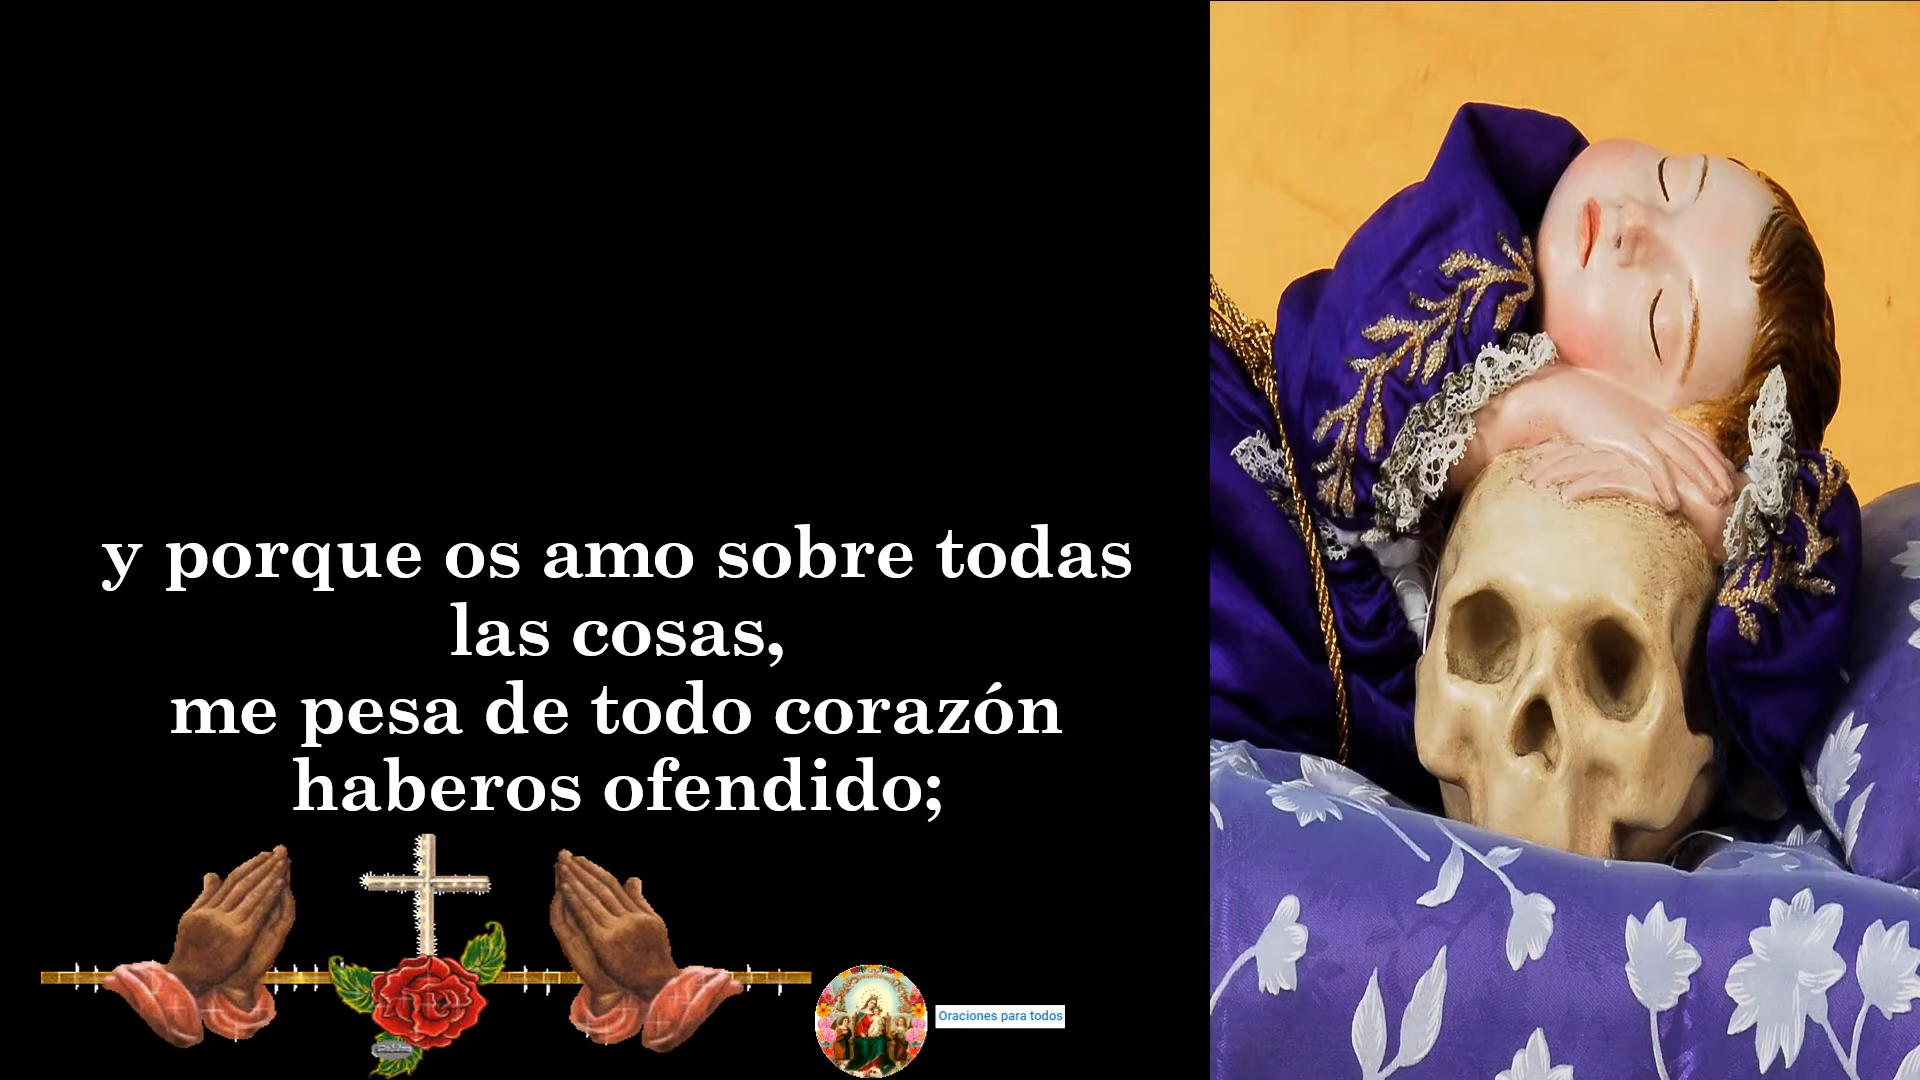 y porque os amo sobre todas
las cosas,
me pesa de todo corazón
haberos ofendido;
Oraciones para todos